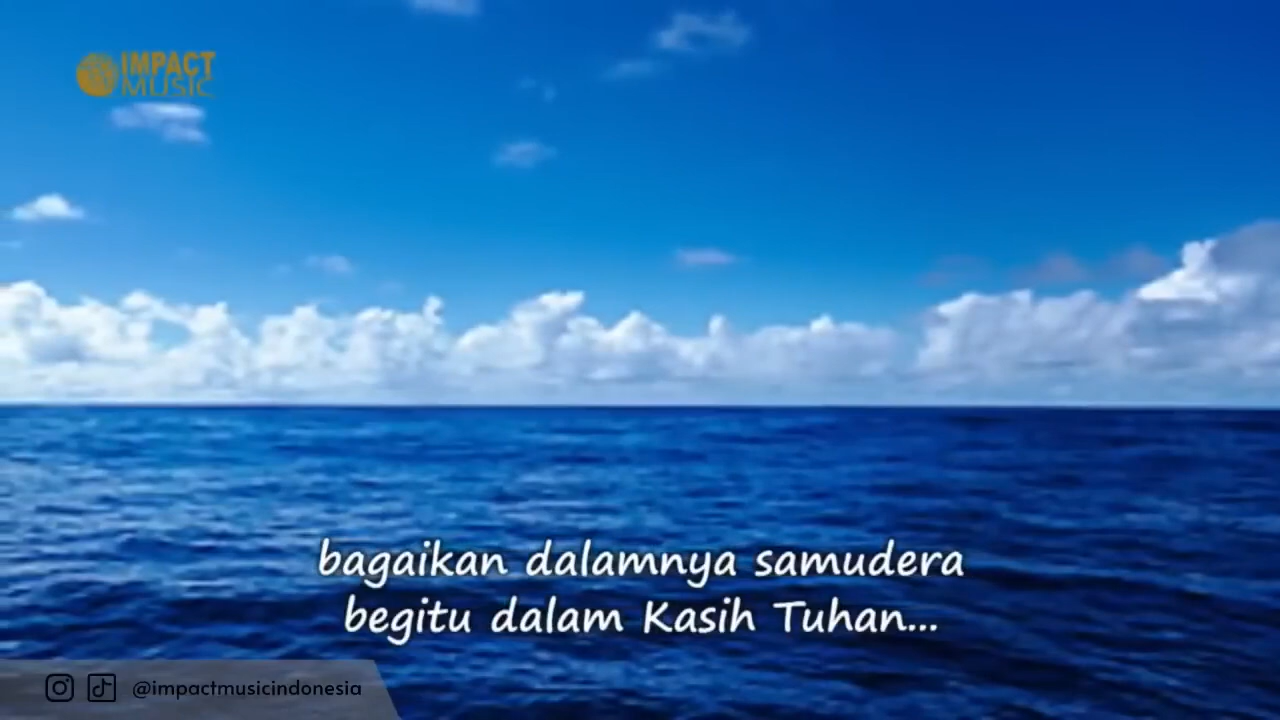 IMPACT
MUSIC
bagaikan dalamnya samudera
begitu dalam Kasih Tuhan...
@impactmusicindonesia